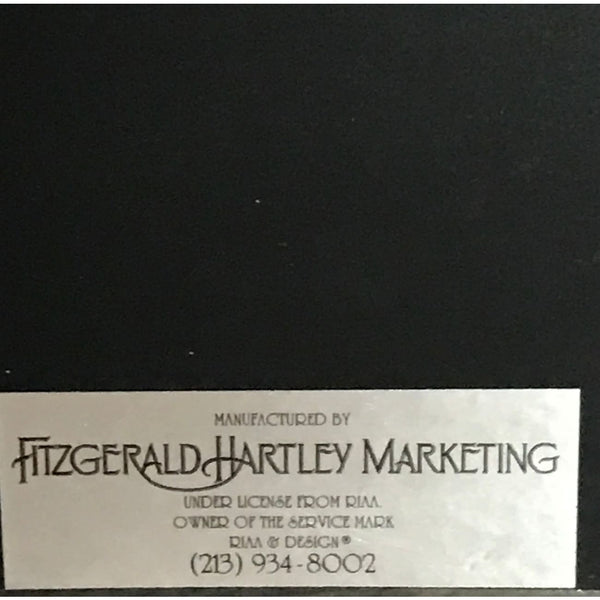 MANUFACTURED BY
FITZGERALD HARTLEY MARKETING
UNDER LICENSE FROM RIAA.
OWNER OF THE SERVICE MARK
RIAA & DESIGN®
(213) 934-8002